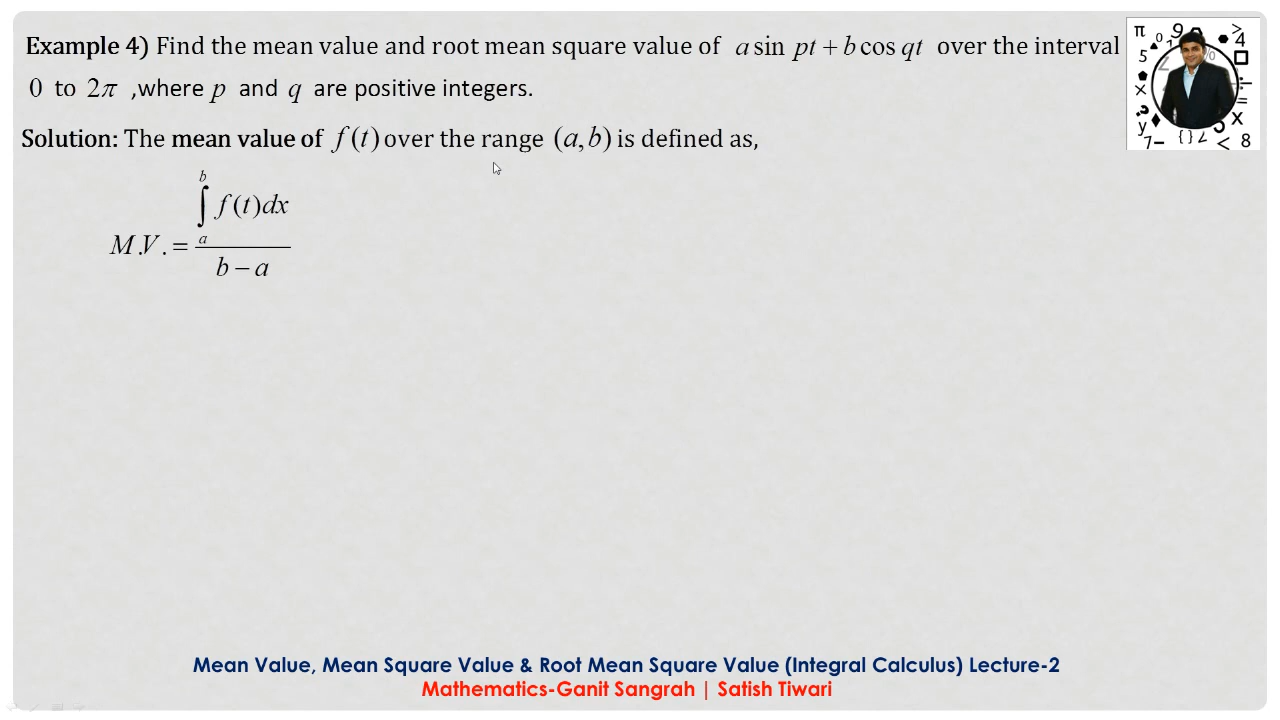 Example 4) Find the mean value and root mean square value of a sin pt + b cos qt over the interval
0 to 2π ,where p and q are positive integers.
Solution: The mean value of f(t) over the range (a,b) is defined as,
b
∫ f(t)dx
a
M.V. =
b − a
Mean Value, Mean Square Value & Root Mean Square Value (Integral Calculus) Lecture-2
Mathematics-Ganit Sangrah | Satish Tiwari